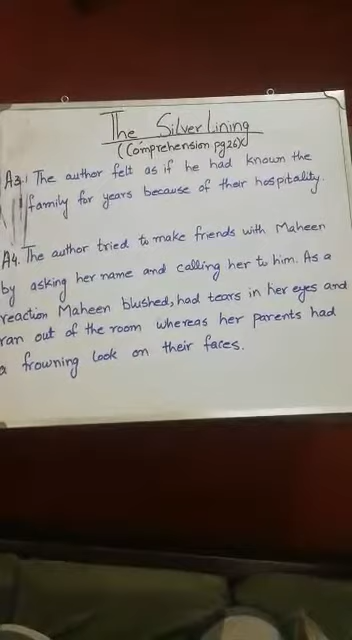 The Silver Lining
(Comprehension pg26)
A3.1 The author felt as if he had known the
family for years because of their hospitality.
A4. The author tried to make friends with Maheen
by asking her name and calling her to him. As a
reaction Maheen blushed, had tears in her eyes and
ran out of the room whereas her parents had
a frowning look on their faces.